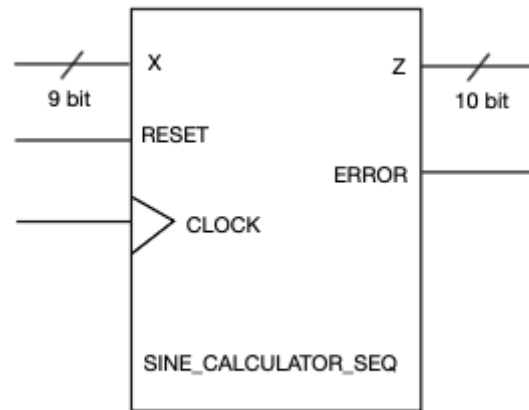 X
Z
9 bit
10 bit
RESET
ERROR
CLOCK
SINE_CALCULATOR_SEQ